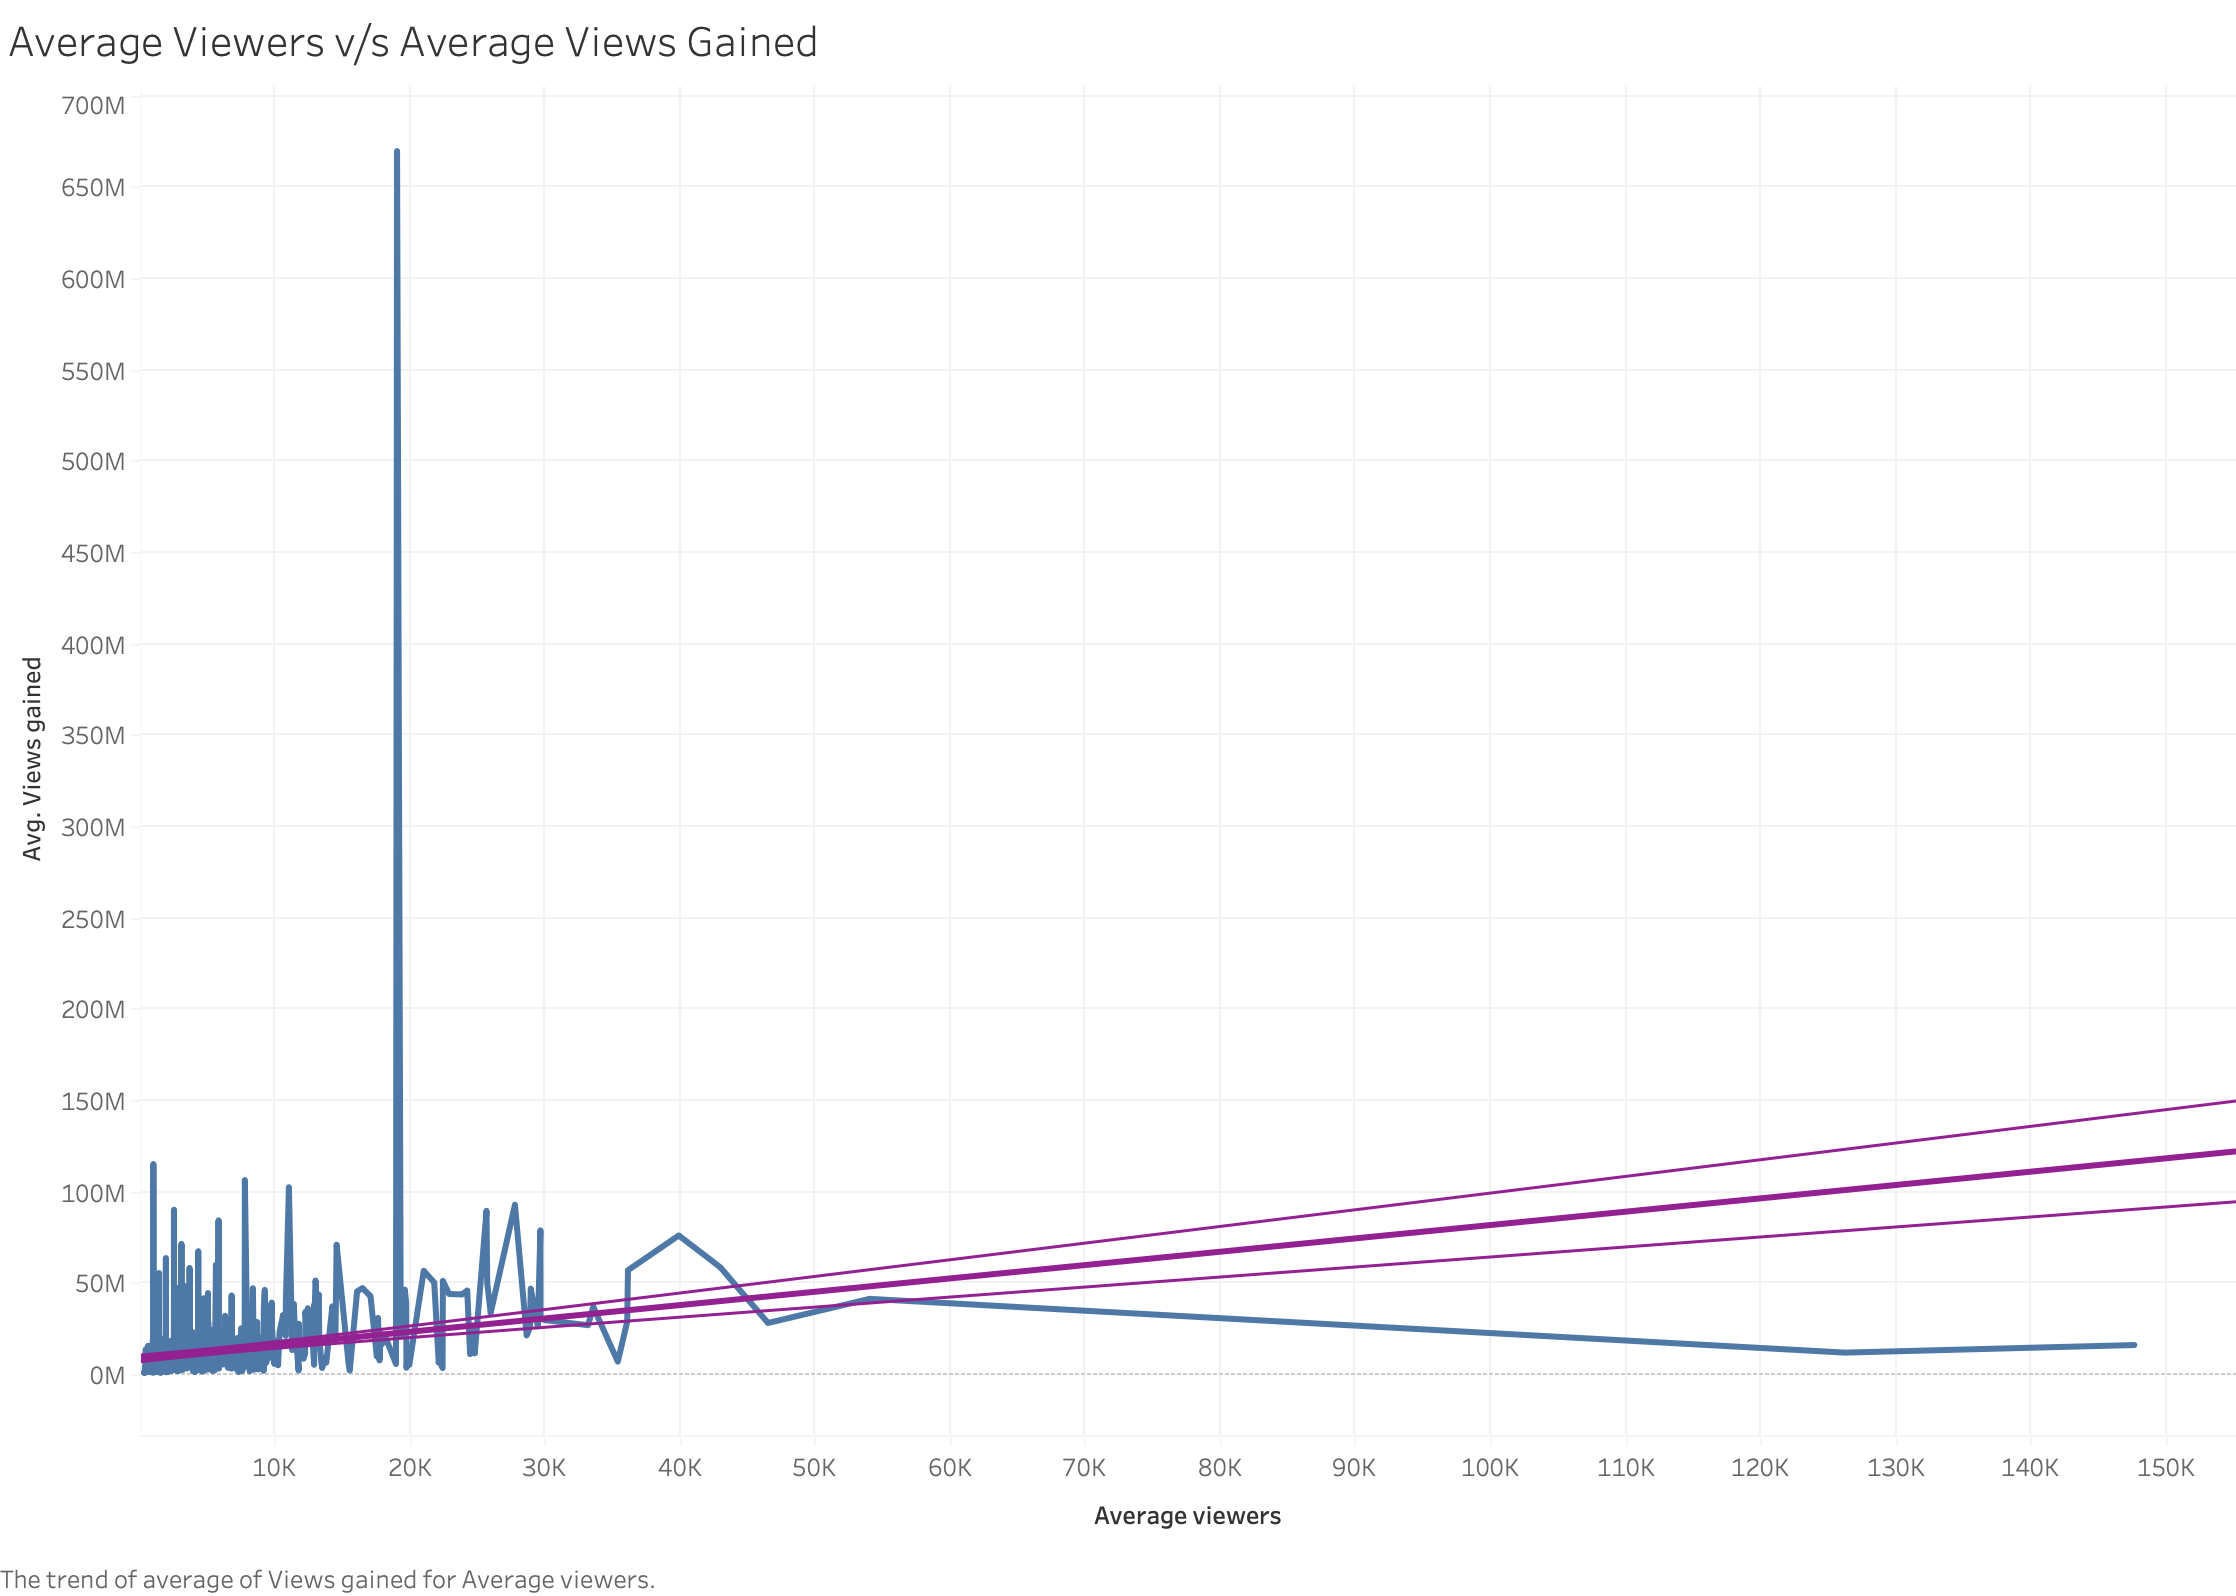 Average Viewers v/s Average Views Gained
700M
650M
600M
550M
500M
450M
400M
350M
300M
250M
200M
150M
100M
50M
0M
Avg. Views gained
10K 20K 30K 40K 50K 60K 70K 80K 90K 100K 110K 120K 130K 140K 150K
Average viewers
The trend of average of Views gained for Average viewers.